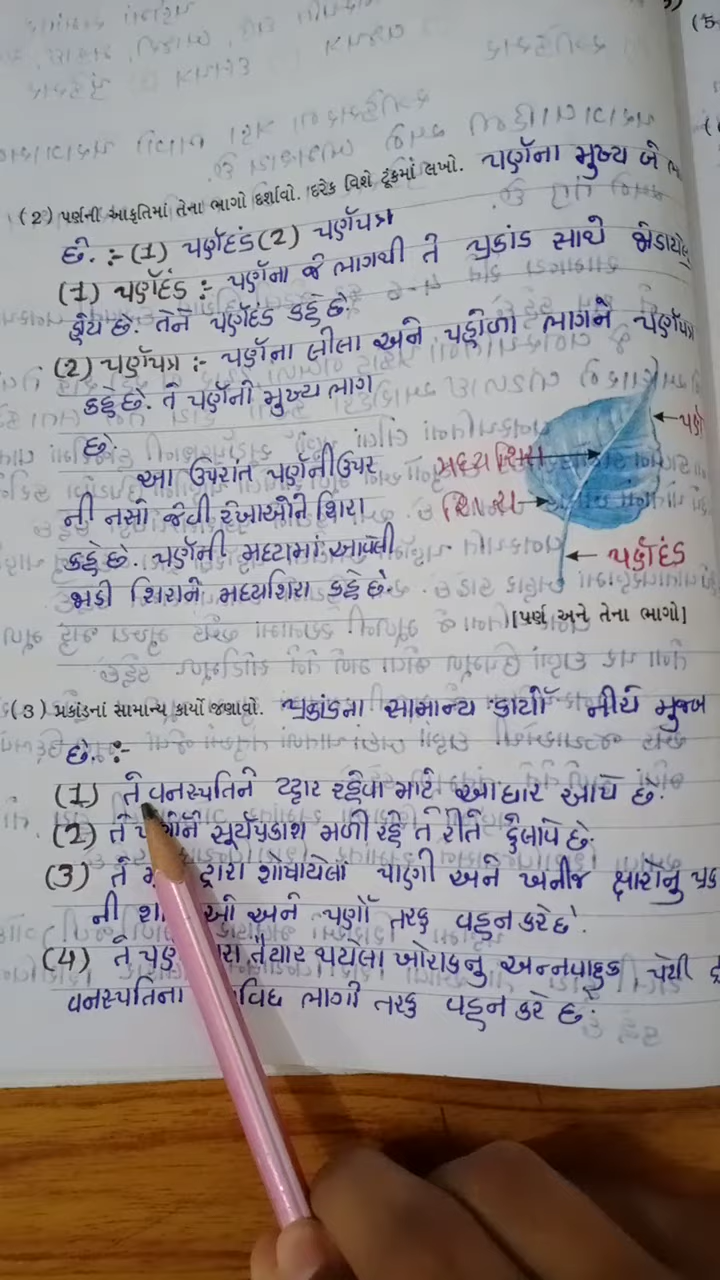 (2) પર્ણની આકૃતિમાં તેના ભાગો દર્શાવો. દરેક વિશે ટૂંકમાં લખો. પર્ણના મુખ્ય બે
છે. :- (1) પર્ણદંડ (2) પર્ણપત્ર
(1) પર્ણદંડ :- પર્ણના જે ભાગથી તે પ્રકાંડ સાથે જોડાયેલુ
હોય છે. તેને પર્ણદંડ કહે છે.
(2) પર્ણપત્ર :- પર્ણના લીલા અને પહોળા ભાગને પર્ણપત્ર
કહે છે. તે પર્ણનો મુખ્ય ભાગ
છે.
આ ઉપરાંત પર્ણની ઉપર
ની નસો જેવી રેખાઓને શિરા
કહે છે. પર્ણની મધ્યમાં આવેલી
જાડી શિરાને મધ્યશિરા કહે છે.
મધ્યશિરા
શિરા
પર્ણદંડ
[પર્ણ અને તેના ભાગો]
(3) પ્રકાંડનાં સામાન્ય કાર્યો જણાવો. પ્રકાંડના સામાન્ય કાર્યો નીચે મુજબ
છે. :-
(1) તે વનસ્પતિને ટટ્ટાર રહેવા માટે આધાર આપે છે.
(2) તે સૂર્યપ્રકાશ મળી રહે તે રીતે ફેલાવે છે.
(3) તે દ્વારા શોષાયેલાં પાણી અને ખનીજ ક્ષારોનુ
ની અને પર્ણો તરફ વહન કરે છે.
(4) તે તૈયાર થયેલા ખોરાકનુ અન્નવાહક પેશી
વનસ્પતિના ભાગો તરફ વહન કરે છે.